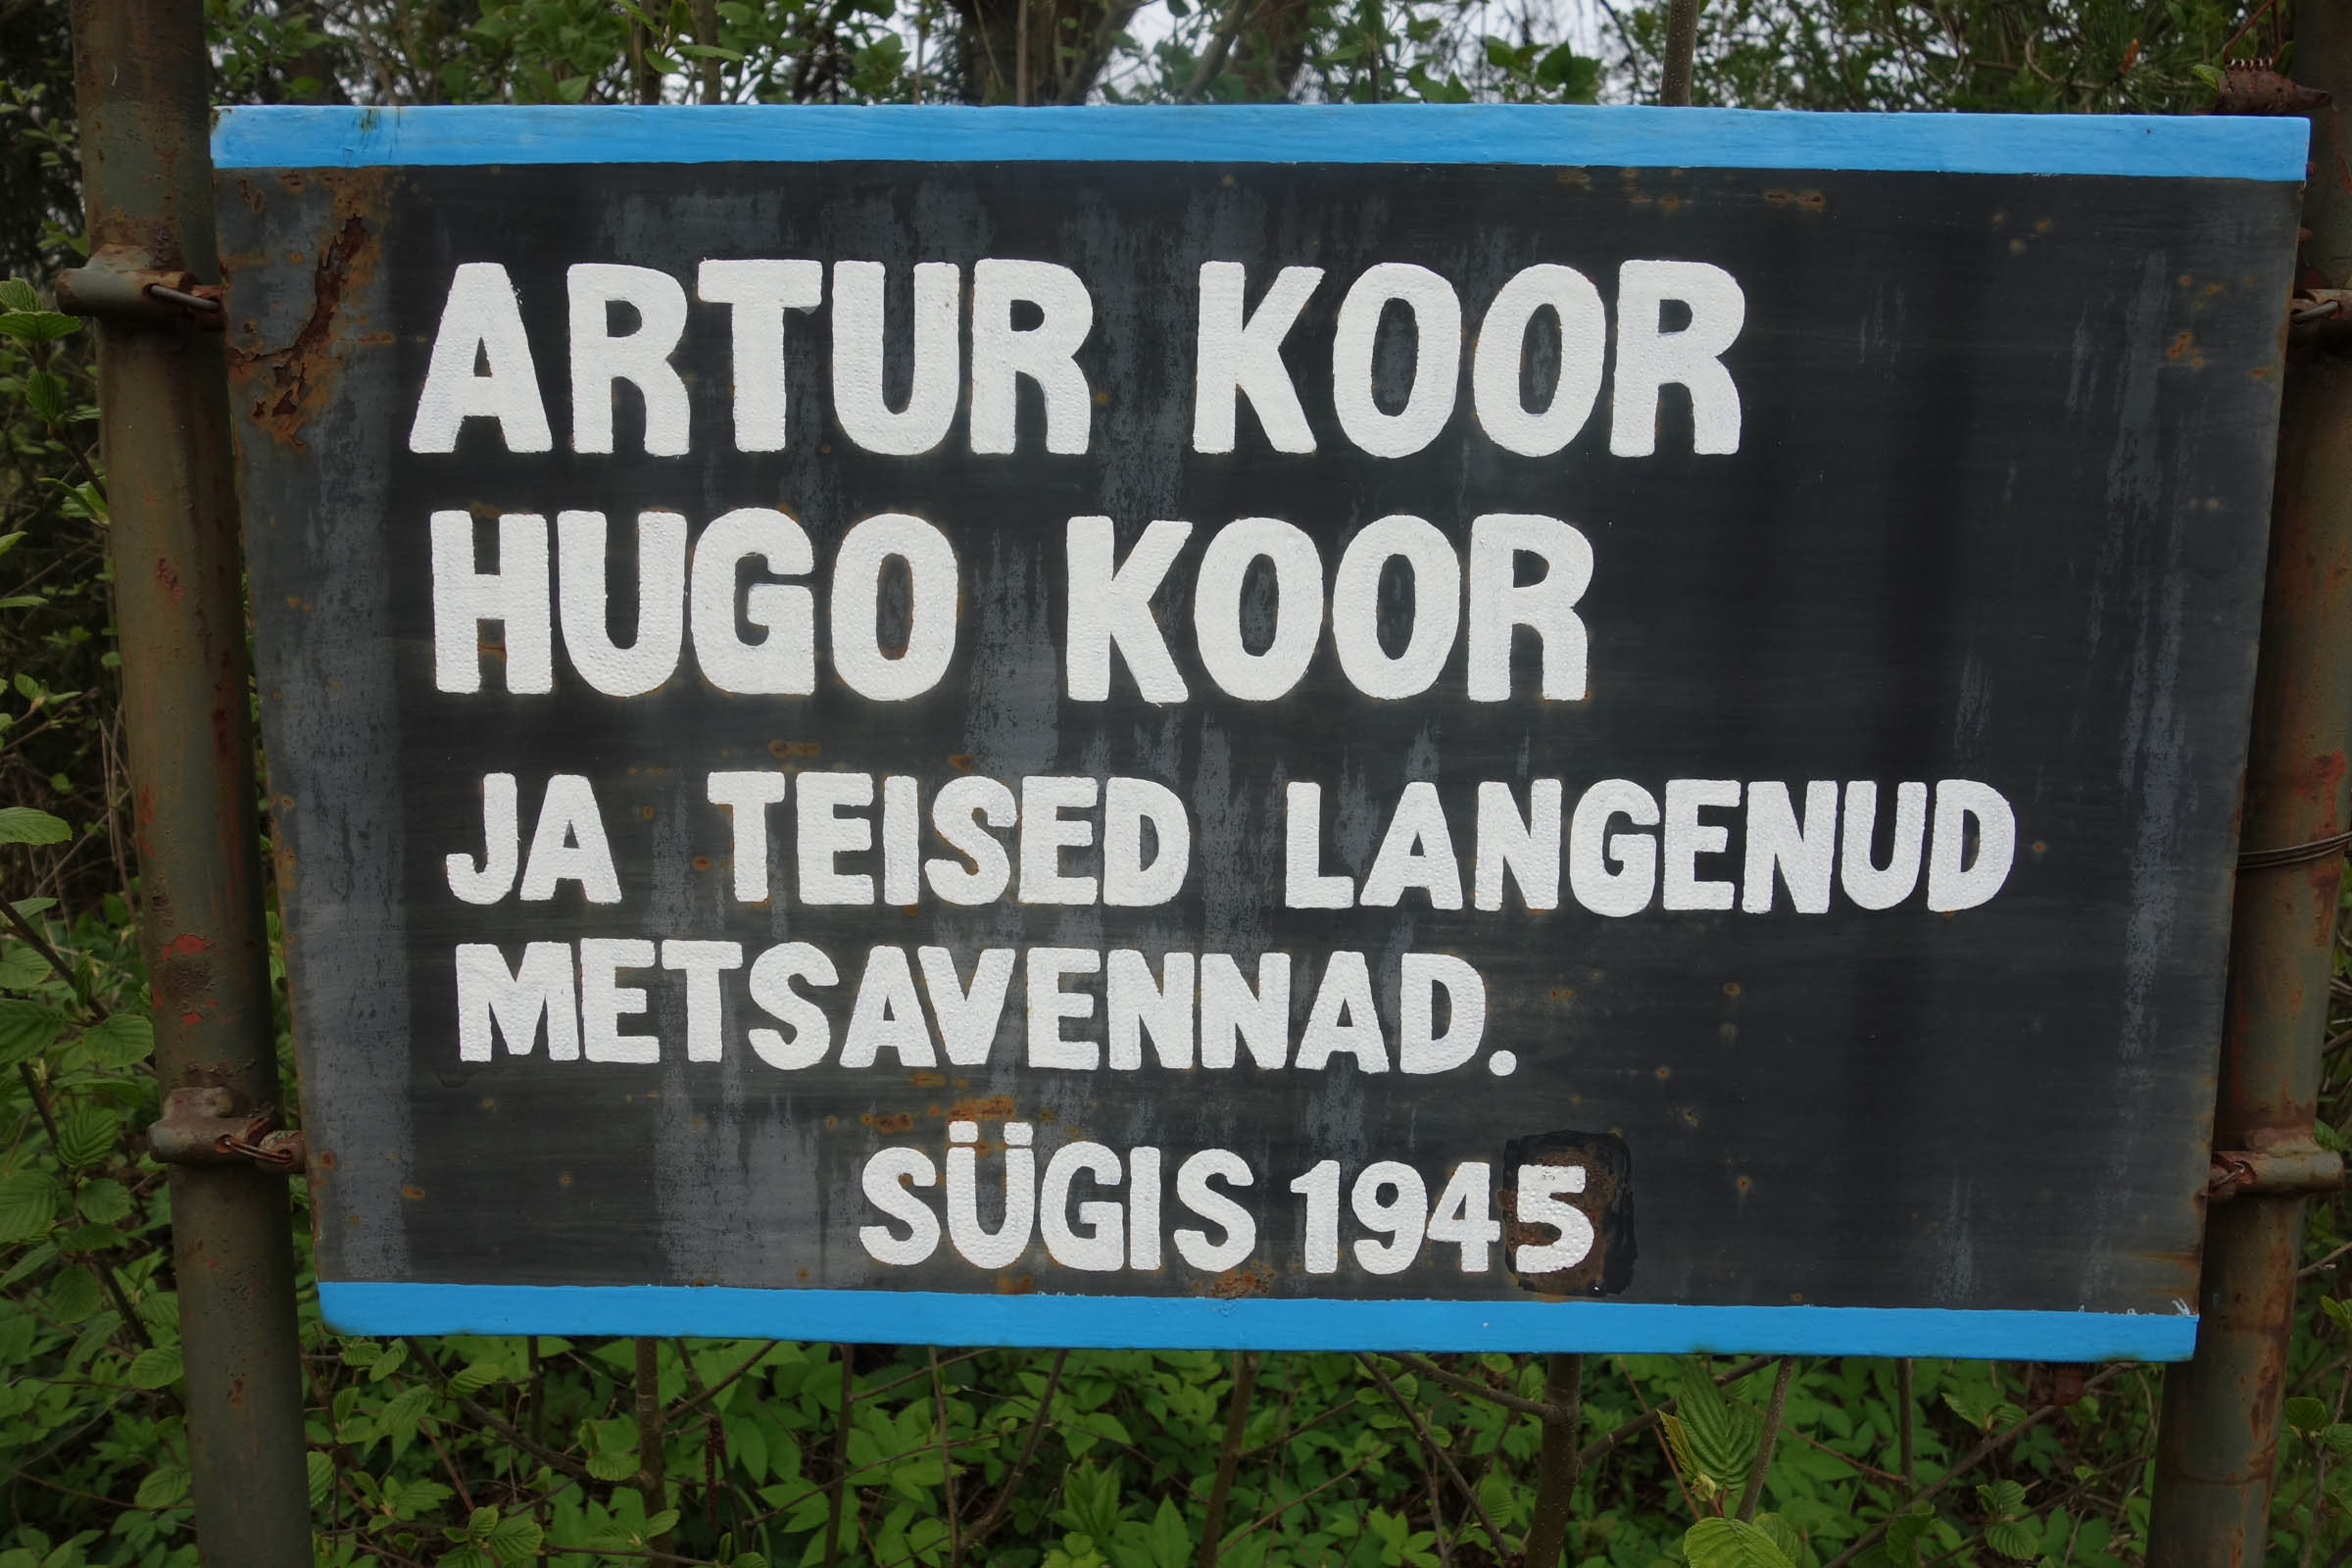 ARTUR KOOR
HUGO KOOR
JA TEISED LANGENUD
METSAVENNAD.
SÜGIS 1945